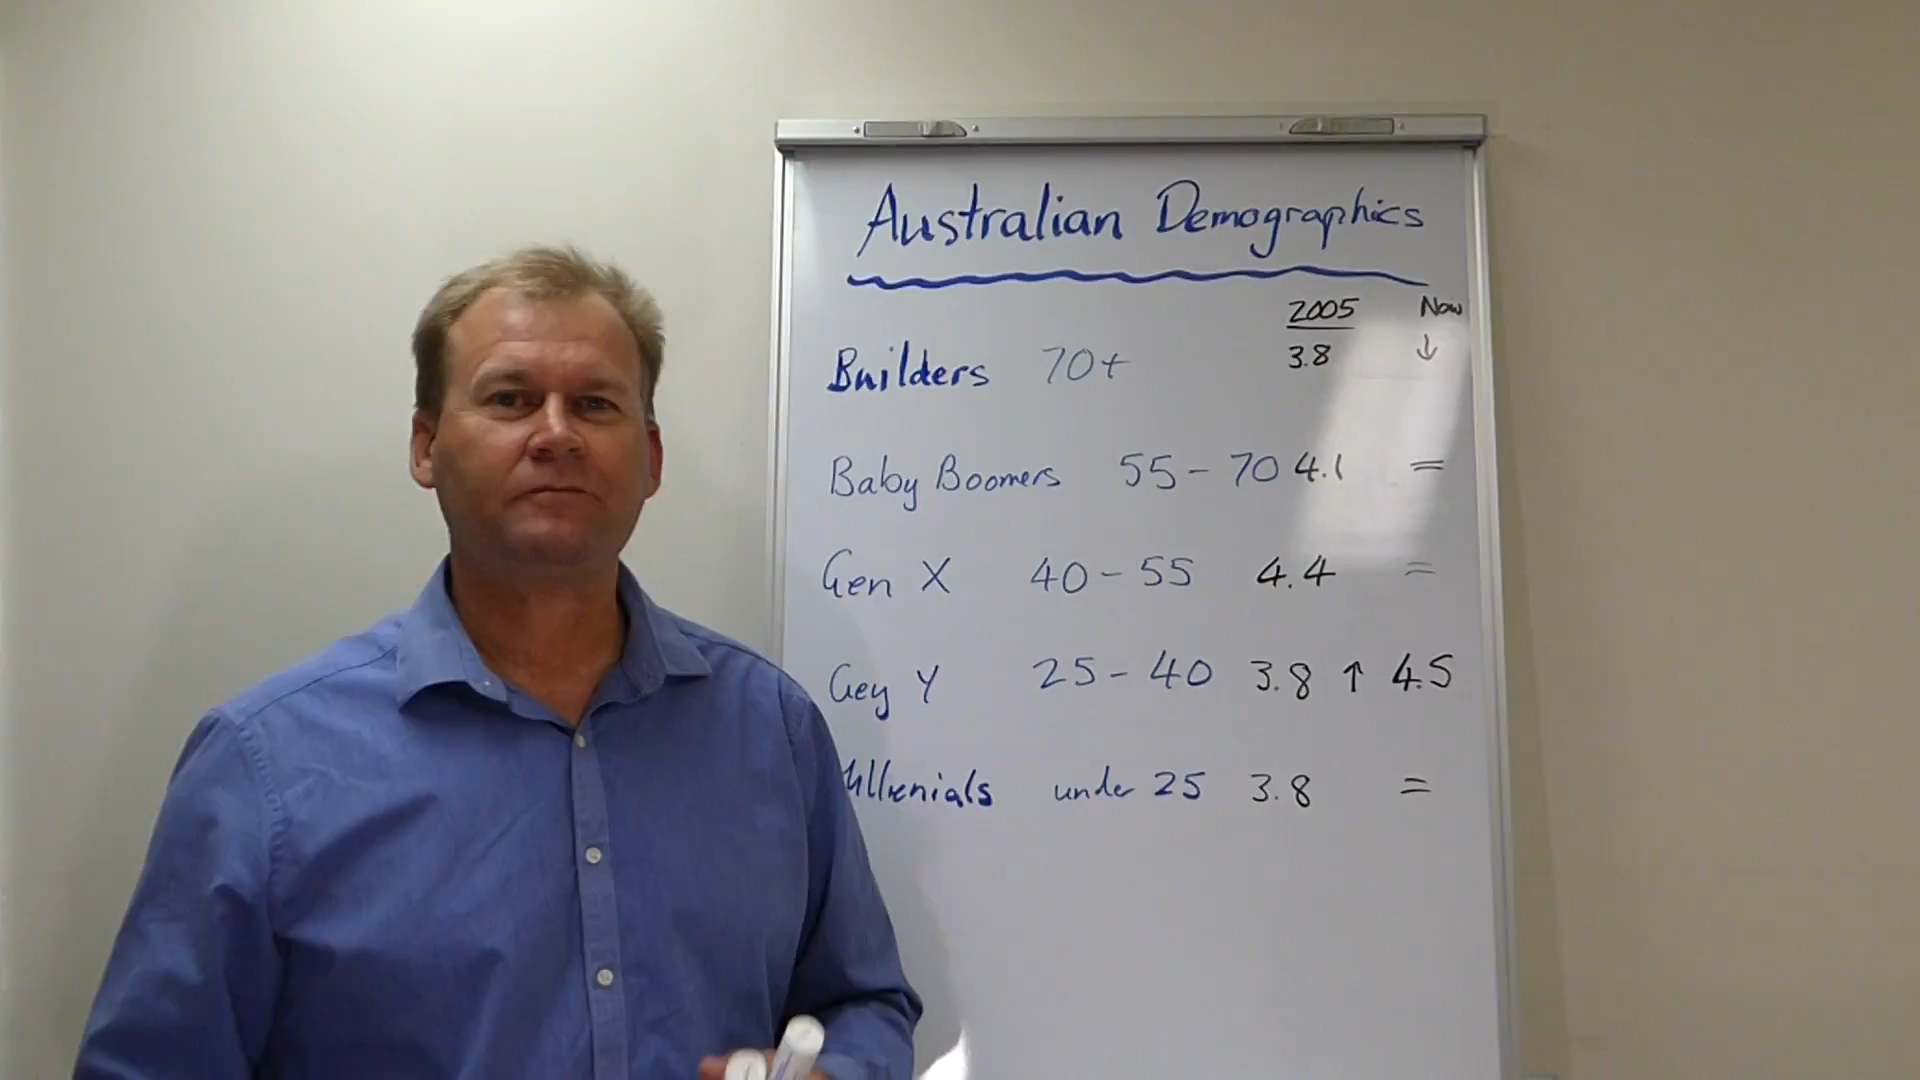 Australian Demographics
2005 Now
Builders 70+ 3.8 ↓
Baby Boomers 55 - 70 4.1 =
Gen X 40 - 55 4.4 =
Gey Y 25 - 40 3.8 ↑ 4.5
under 25 3.8 =